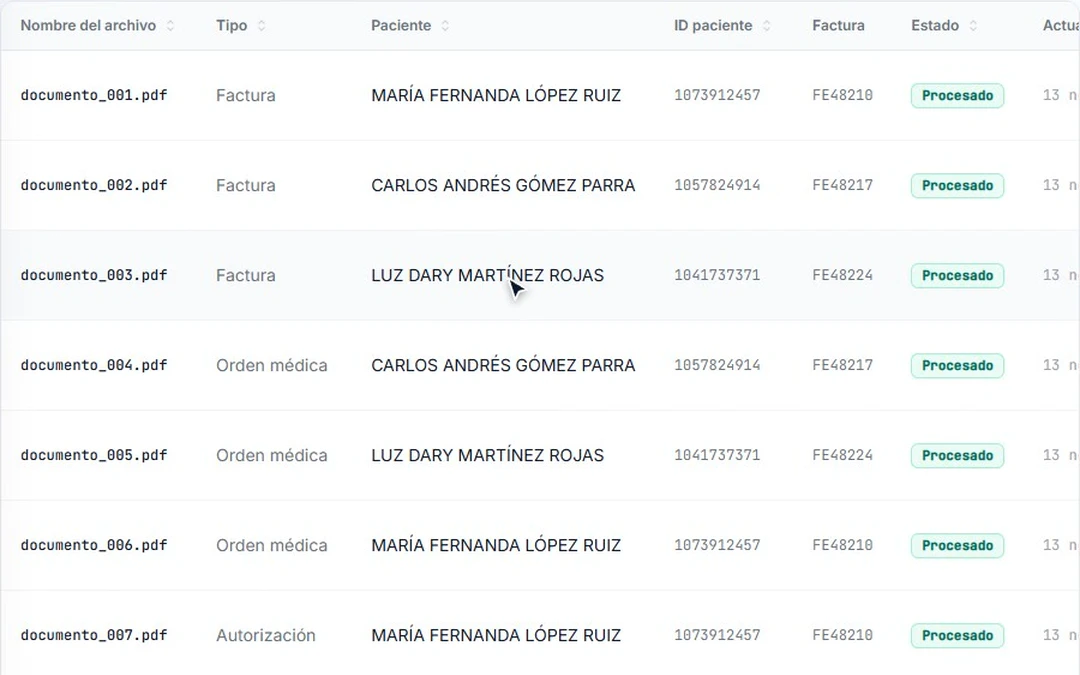 Nombre del archivo Tipo Paciente ID paciente Factura Estado
documento_001.pdf Factura MARÍA FERNANDA LÓPEZ RUIZ 1073912457 FE48210 Procesado 13
documento_002.pdf Factura CARLOS ANDRÉS GÓMEZ PARRA 1057824914 FE48217 Procesado 13
documento_003.pdf Factura LUZ DARY MARTÍNEZ ROJAS 1041737371 FE48224 Procesado 13
documento_004.pdf Orden médica CARLOS ANDRÉS GÓMEZ PARRA 1057824914 FE48217 Procesado 13
documento_005.pdf Orden médica LUZ DARY MARTÍNEZ ROJAS 1041737371 FE48224 Procesado 13
documento_006.pdf Orden médica MARÍA FERNANDA LÓPEZ RUIZ 1073912457 FE48210 Procesado 13
documento_007.pdf Autorización MARÍA FERNANDA LÓPEZ RUIZ 1073912457 FE48210 Procesado 13